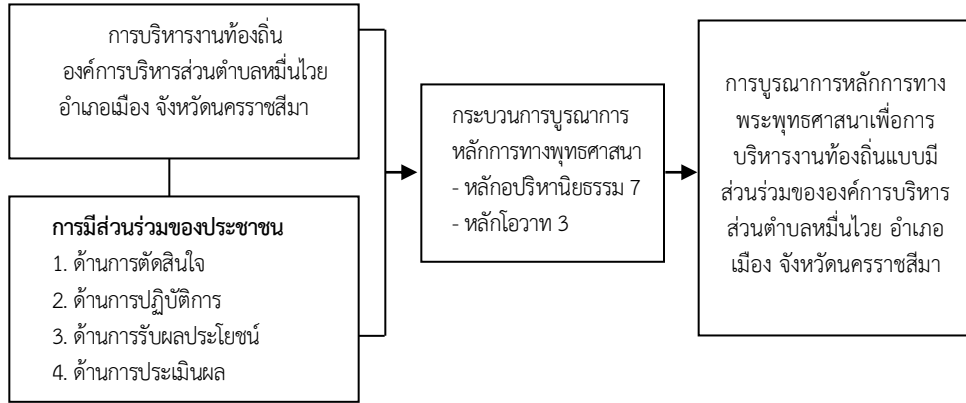 การบริหารงานท้องถิ่น
องค์การบริหารส่วนตำบลหมื่นไวย
อำเภอเมือง จังหวัดนครราชสีมา
การมีส่วนร่วมของประชาชน
1. ด้านการตัดสินใจ
2. ด้านการปฏิบัติการ
3. ด้านการรับผลประโยชน์
4. ด้านการประเมินผล
กระบวนการบูรณาการ
หลักการทางพุทธศาสนา
- หลักอปริหานิยธรรม 7
- หลักโอวาท 3
การบูรณาการหลักการทาง
พระพุทธศาสนาเพื่อการ
บริหารงานท้องถิ่นแบบมี
ส่วนร่วมขององค์การบริหาร
ส่วนตำบลหมื่นไวย อำเภอ
เมือง จังหวัดนครราชสีมา